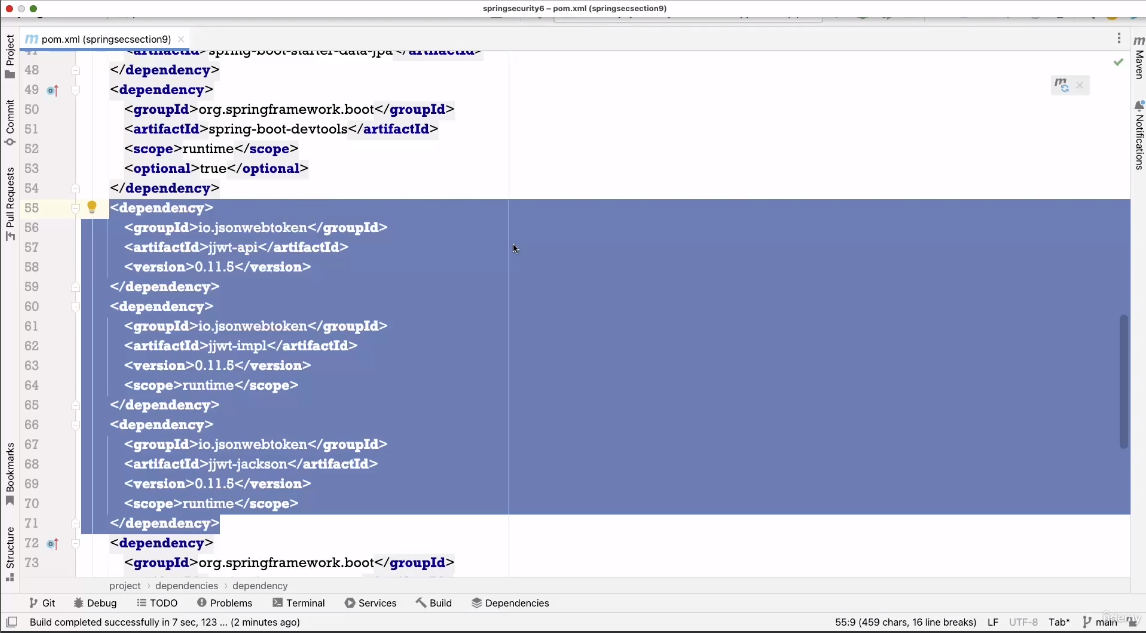 springsecurity6 – pom.xml (springsecsection9)
pom.xml (springsecsection9)
Project
Commit
Pull Requests
Bookmarks
Structure
Maven
Notifications
<artifactId>spring-boot-starter-data-jpa</artifactId>
48 </dependency>
49 <dependency>
50 <groupId>org.springframework.boot</groupId>
51 <artifactId>spring-boot-devtools</artifactId>
52 <scope>runtime</scope>
53 <optional>true</optional>
54 </dependency>
55 <dependency>
56 <groupId>io.jsonwebtoken</groupId>
57 <artifactId>jjwt-api</artifactId>
58 <version>0.11.5</version>
59 </dependency>
60 <dependency>
61 <groupId>io.jsonwebtoken</groupId>
62 <artifactId>jjwt-impl</artifactId>
63 <version>0.11.5</version>
64 <scope>runtime</scope>
65 </dependency>
66 <dependency>
67 <groupId>io.jsonwebtoken</groupId>
68 <artifactId>jjwt-jackson</artifactId>
69 <version>0.11.5</version>
70 <scope>runtime</scope>
71 </dependency>
72 <dependency>
73 <groupId>org.springframework.boot</groupId>
project › dependencies › dependency
Git Debug TODO Problems Terminal Services Build Dependencies
Build completed successfully in 7 sec, 123 ... (2 minutes ago) 55:9 (459 chars, 16 line breaks) LF UTF-8 Tab* main